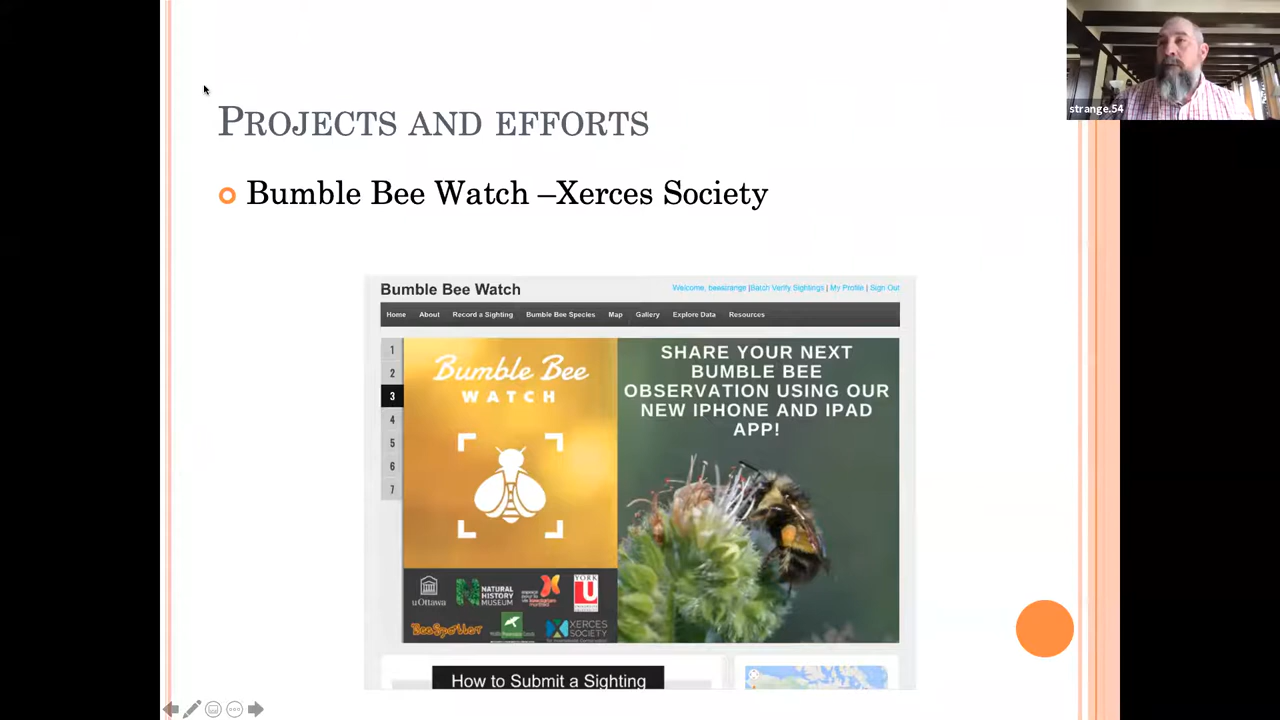 strange.54
PROJECTS AND EFFORTS
Bumble Bee Watch –Xerces Society
Bumble Bee Watch
Welcome, beestrange |Batch Verify Sightings | My Profile | Sign Out
Home About Record a Sighting Bumble Bee Species Map Gallery Explore Data Resources
1
2
3
4
5
6
7
Bumble Bee
WATCH
SHARE YOUR NEXT
BUMBLE BEE
OBSERVATION USING OUR
NEW IPHONE AND IPAD
APP!
uOttawa
NATURAL
HISTORY
MUSEUM
YORK
U
BeeSpotter
XERCES
SOCIETY
How to Submit a Sighting